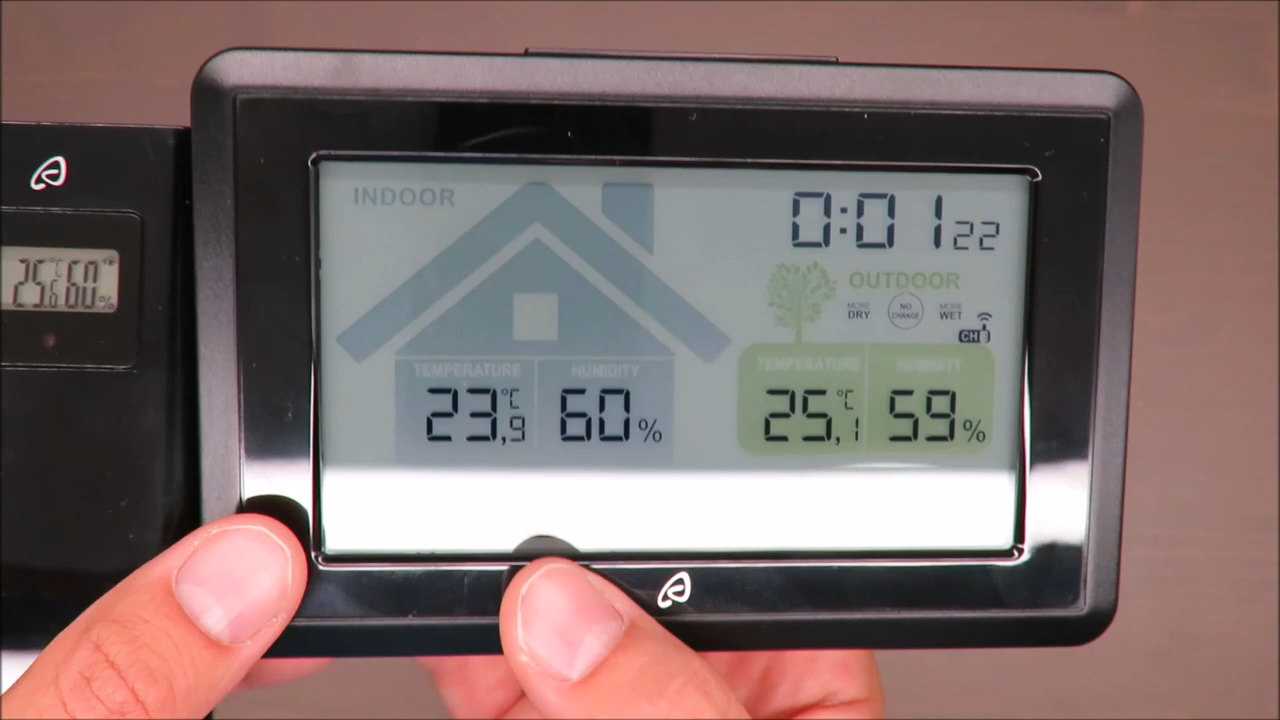 INDOOR
0:01 22
OUTDOOR
MORE DRY
NO CHANGE
MORE WET
CH
TEMPERATURE HUMIDITY
23,9 °C 60%
TEMPERATURE HUMIDITY
25,1 °C 59%
25.6 °C 60%